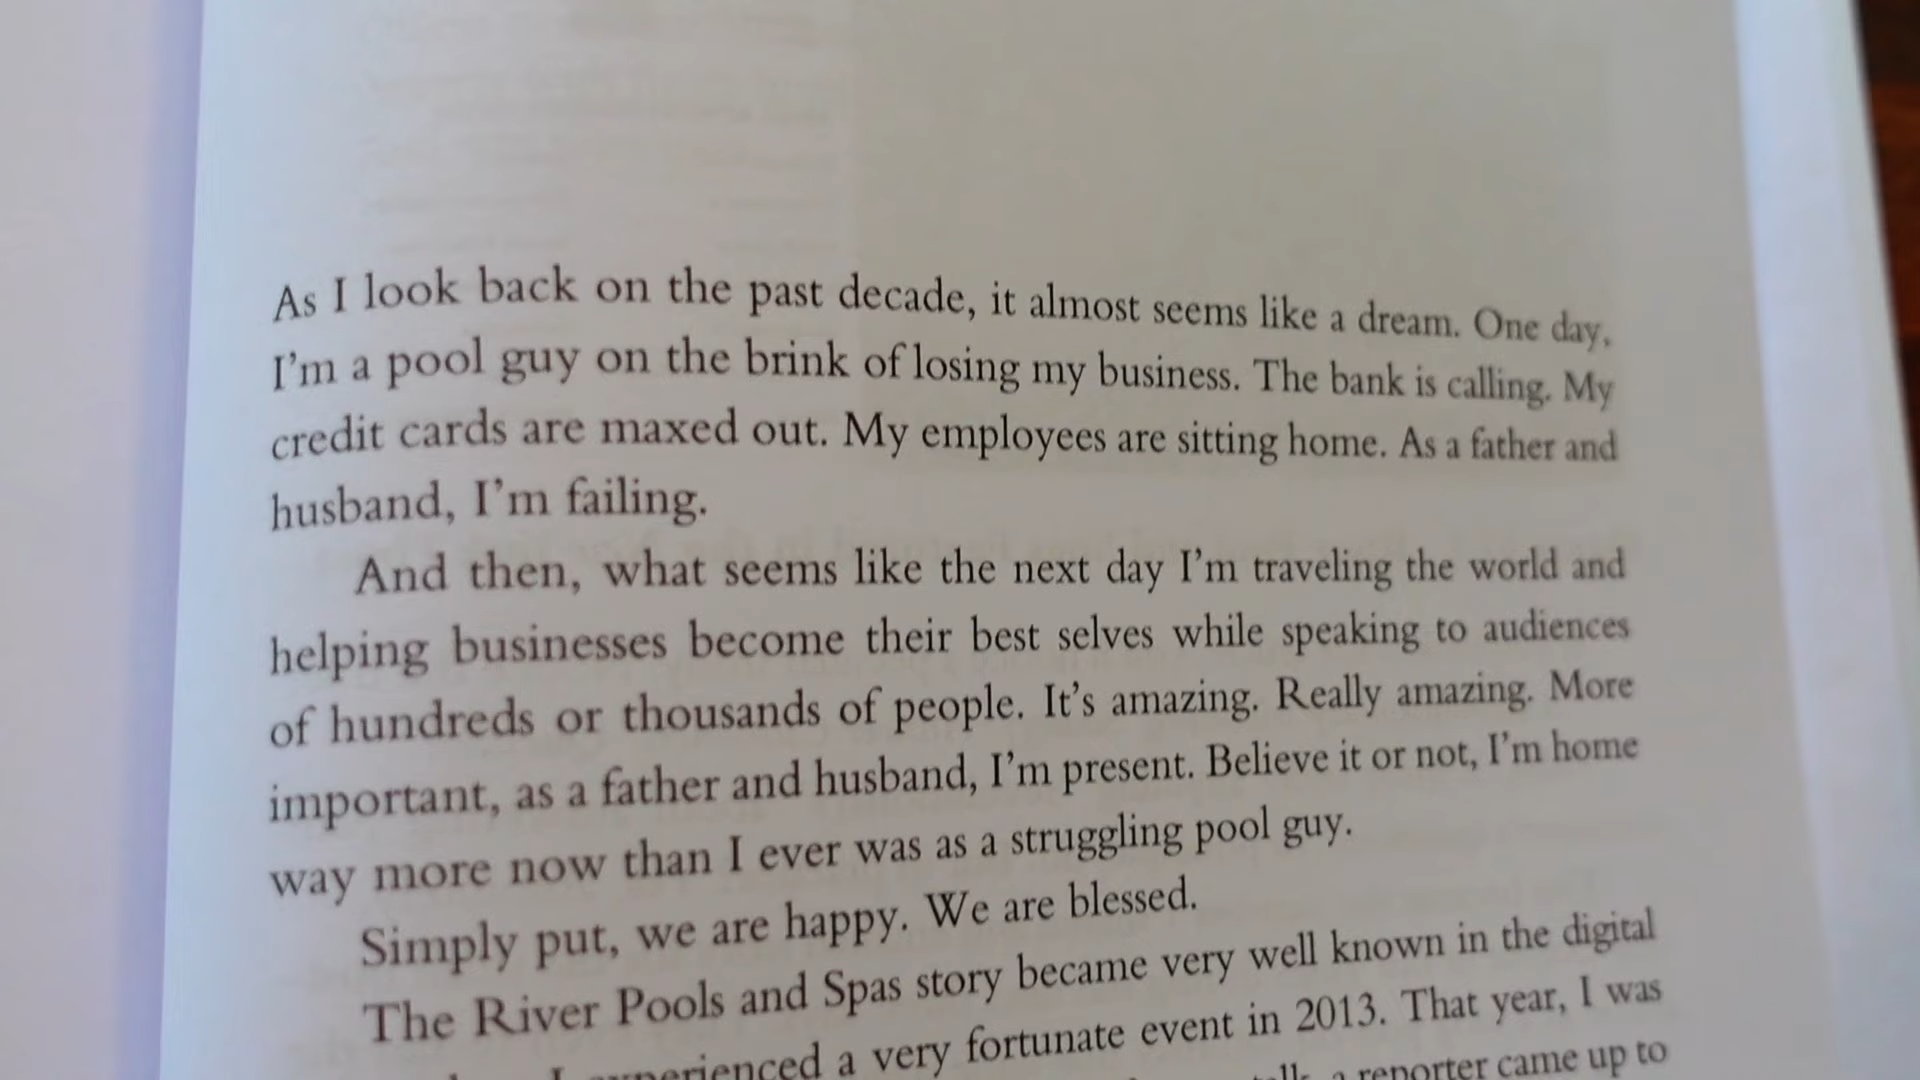 As I look back on the past decade, it almost seems like a dream. One day,
I'm a pool guy on the brink of losing my business. The bank is calling. My
credit cards are maxed out. My employees are sitting home. As a father and
husband, I'm failing.
And then, what seems like the next day I'm traveling the world and
helping businesses become their best selves while speaking to audiences
of hundreds or thousands of people. It's amazing. Really amazing. More
important, as a father and husband, I'm present. Believe it or not, I'm home
way more now than I ever was as a struggling pool guy.
Simply put, we are happy. We are blessed.
The River Pools and Spas story became very well known in the digital
I experienced a very fortunate event in 2013. That year, I was
a reporter came up to